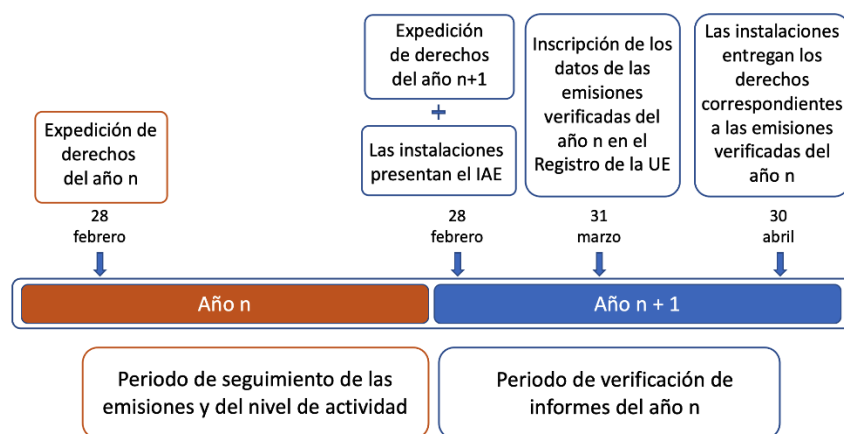 Expedición de
derechos
del año n
28
febrero
Expedición
de derechos
del año n+1
+
Las instalaciones
presentan el IAE
28
febrero
Inscripción de los
datos de las
emisiones
verificadas del
año n en el
Registro de la UE
31
marzo
Las instalaciones
entregan los
derechos
correspondientes
a las emisiones
verificadas del
año n
30
abril
Año n
Año n + 1
Periodo de seguimiento de las
emisiones y del nivel de actividad
Periodo de verificación de
informes del año n